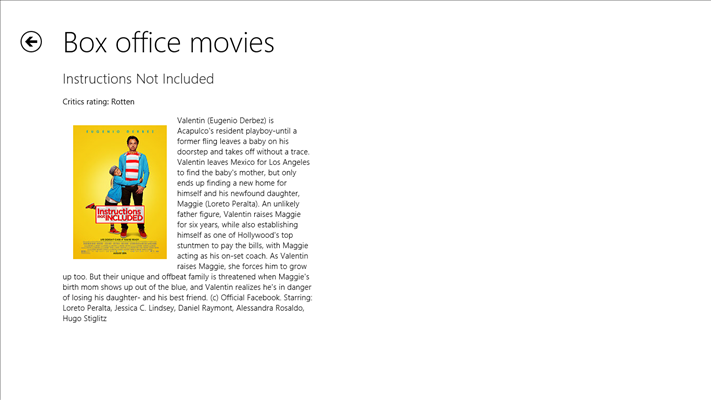 Box office movies
Instructions Not Included
Critics rating: Rotten
Valentin (Eugenio Derbez) is
Acapulco's resident playboy-until a
former fling leaves a baby on his
doorstep and takes off without a trace.
Valentin leaves Mexico for Los Angeles
to find the baby's mother, but only
ends up finding a new home for
himself and his newfound daughter,
Maggie (Loreto Peralta). An unlikely
father figure, Valentin raises Maggie
for six years, while also establishing
himself as one of Hollywood's top
stuntmen to pay the bills, with Maggie
acting as his on-set coach. As Valentin
raises Maggie, she forces him to grow
up too. But their unique and offbeat family is threatened when Maggie's
birth mom shows up out of the blue, and Valentin realizes he's in danger
of losing his daughter- and his best friend. (c) Official Facebook. Starring:
Loreto Peralta, Jessica C. Lindsey, Daniel Raymont, Alessandra Rosaldo,
Hugo Stiglitz
EUGENIO DERBEZ
Instructions
not INCLUDED